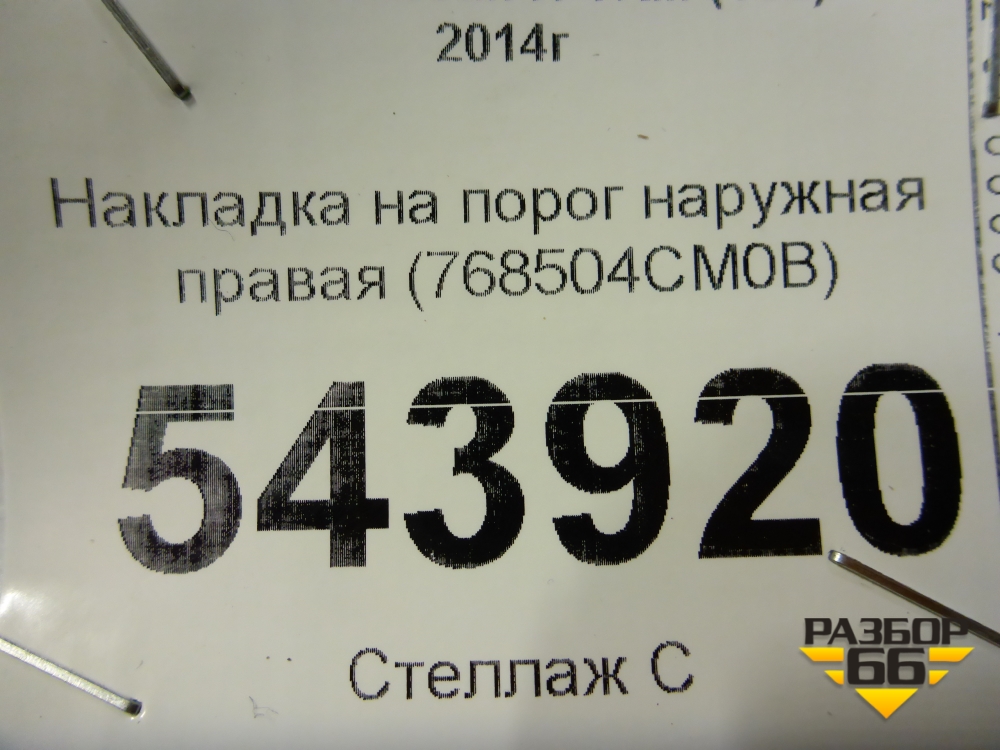 2014г
Накладка на порог наружная
правая (768504CM0B)
543920
Стеллаж С
РАЗБОР
66